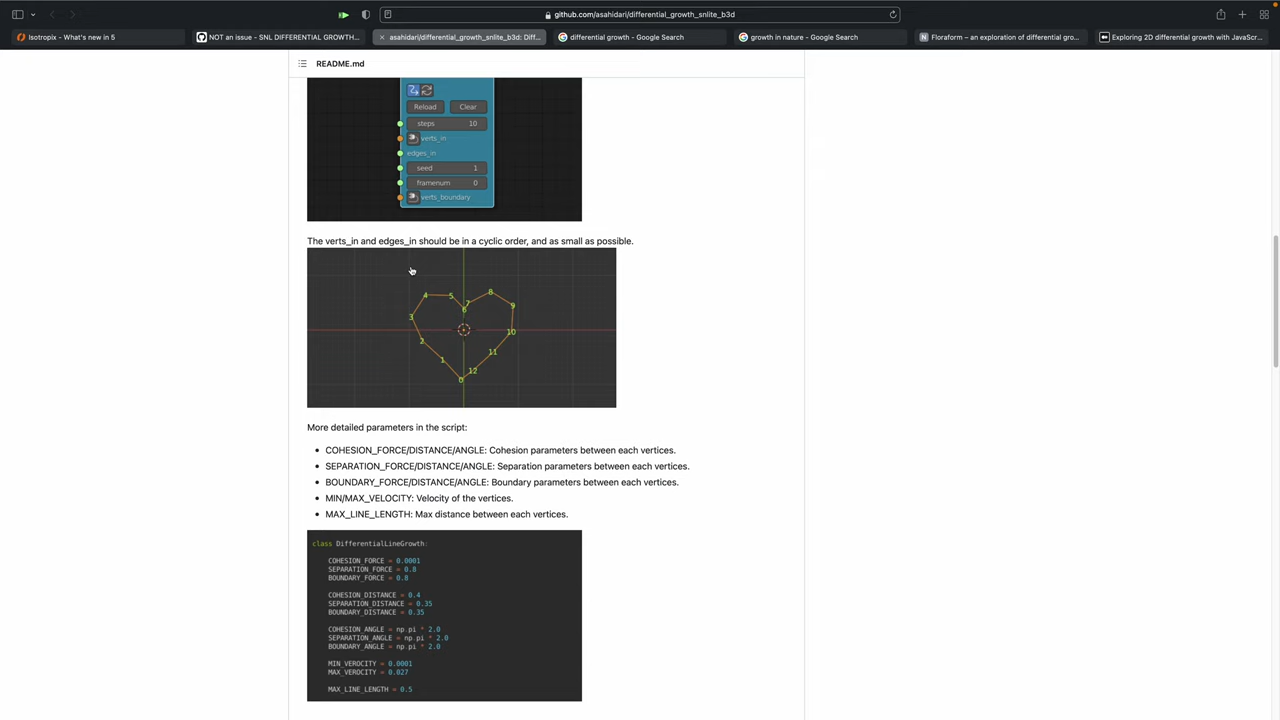 github.com/asahidari/differential_growth_snlite_b3d
Isotropix - What's new in 5
NOT an issue - SNL DIFFERENTIAL GROWTH...
asahidari/differential_growth_snlite_b3d: Diff...
differential growth - Google Search
growth in nature - Google Search
Floraform – an exploration of differential gro...
Exploring 2D differential growth with JavaScr...
README.md
Reload
Clear
steps 10
verts_in
edges_in
seed 1
framenum 0
verts_boundary
The verts_in and edges_in should be in a cyclic order, and as small as possible.
4 5 7 8
6 9
3
10
2
11
1
12
0
More detailed parameters in the script:
• COHESION_FORCE/DISTANCE/ANGLE: Cohesion parameters between each vertices.
• SEPARATION_FORCE/DISTANCE/ANGLE: Separation parameters between each vertices.
• BOUNDARY_FORCE/DISTANCE/ANGLE: Boundary parameters between each vertices.
• MIN/MAX_VELOCITY: Velocity of the vertices.
• MAX_LINE_LENGTH: Max distance between each vertices.
class DifferentialLineGrowth:
COHESION_FORCE = 0.0001
SEPARATION_FORCE = 0.8
BOUNDARY_FORCE = 0.8
COHESION_DISTANCE = 0.4
SEPARATION_DISTANCE = 0.35
BOUNDARY_DISTANCE = 0.35
COHESION_ANGLE = np.pi * 2.0
SEPARATION_ANGLE = np.pi * 2.0
BOUNDARY_ANGLE = np.pi * 2.0
MIN_VEROCITY = 0.0001
MAX_VEROCITY = 0.027
MAX_LINE_LENGTH = 0.5